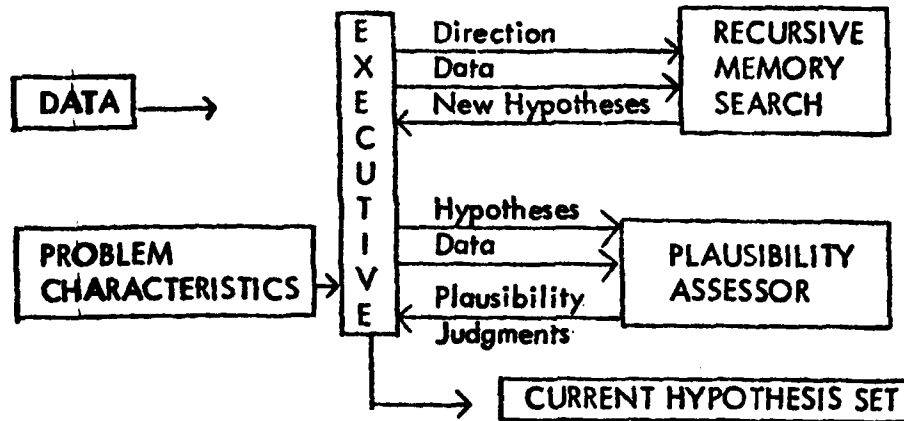 DATA
PROBLEM
CHARACTERISTICS
EXECUTIVE
Direction
Data
New Hypotheses
RECURSIVE
MEMORY
SEARCH
Hypotheses
Data
Plausibility
Judgments
PLAUSIBILITY
ASSESSOR
CURRENT HYPOTHESIS SET